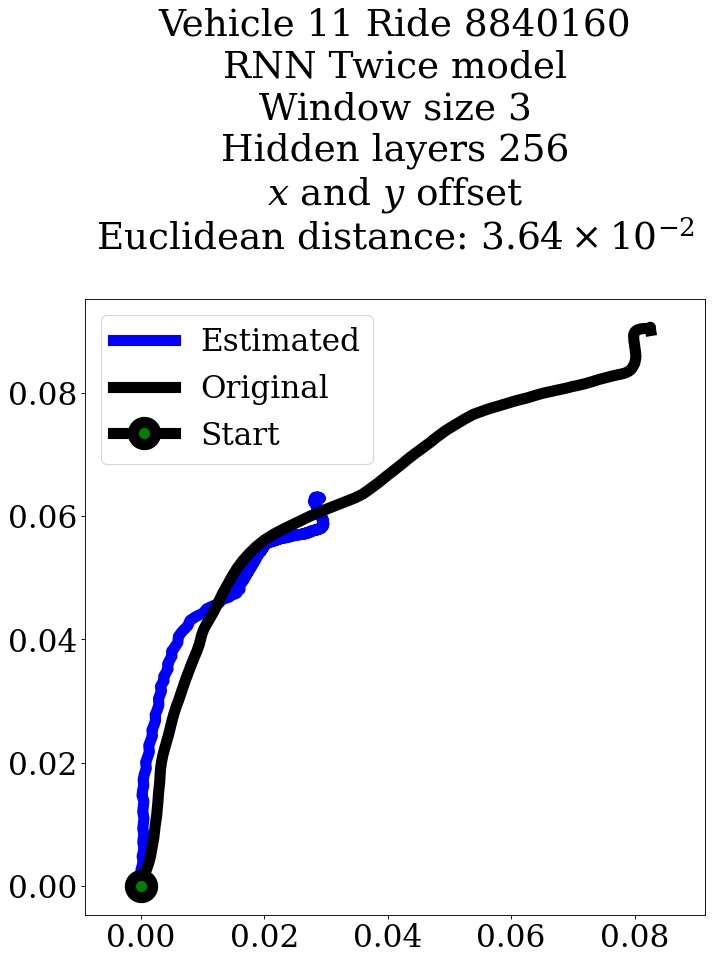 Vehicle 11 Ride 8840160
RNN Twice model
Window size 3
Hidden layers 256
x and y offset
Euclidean distance: 3.64 × 10⁻²
Estimated
Original
Start
0.08
0.06
0.04
0.02
0.00
0.00 0.02 0.04 0.06 0.08